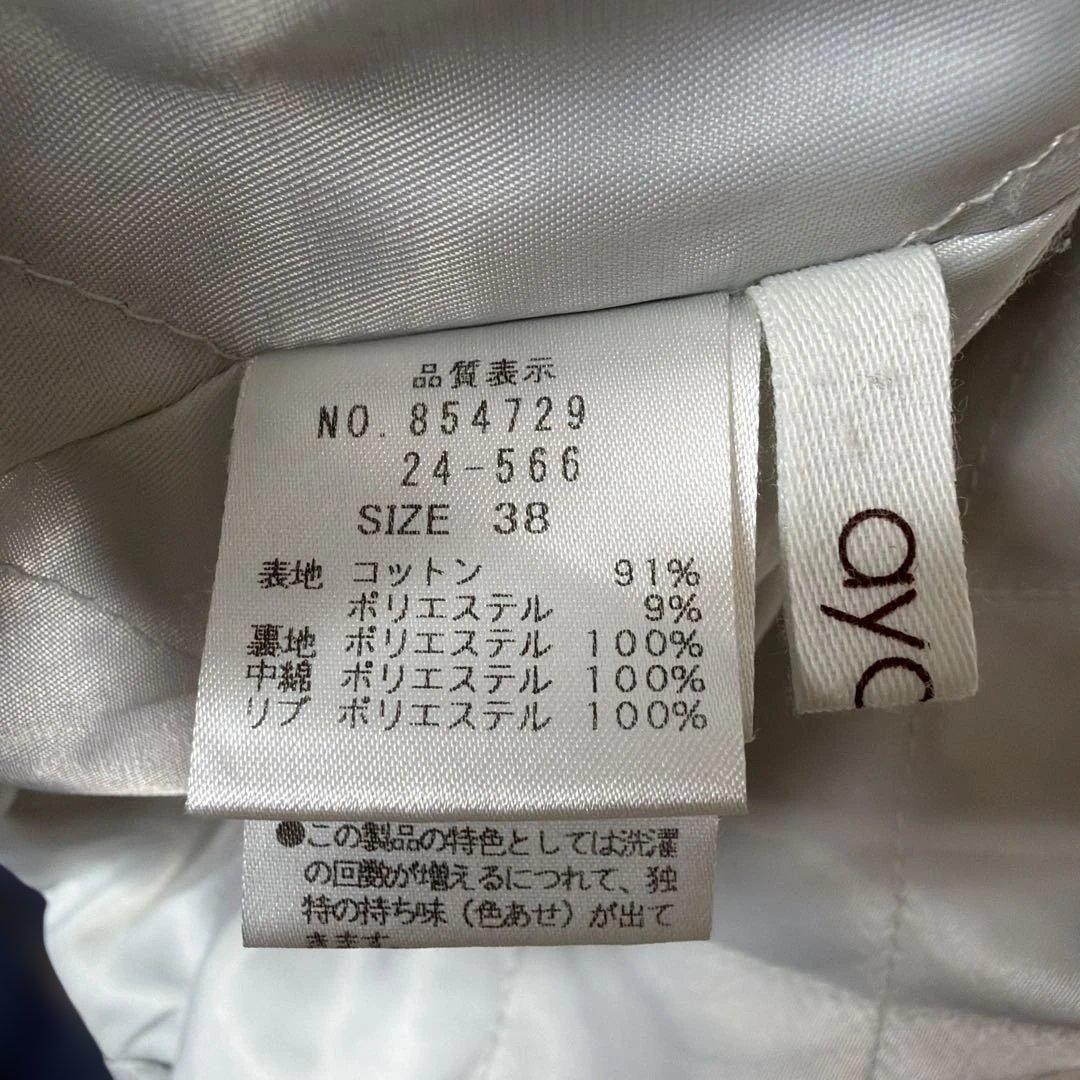 品質表示
NO. 854729
24-566
SIZE 38
表地 コットン 91%
ポリエステル 9%
裏地 ポリエステル 100%
中綿 ポリエステル 100%
リブ ポリエステル 100%
●この製品の特色としては洗濯
の回数が増えるにつれて、独
特の持ち味（色あせ）が出て
きます
ay